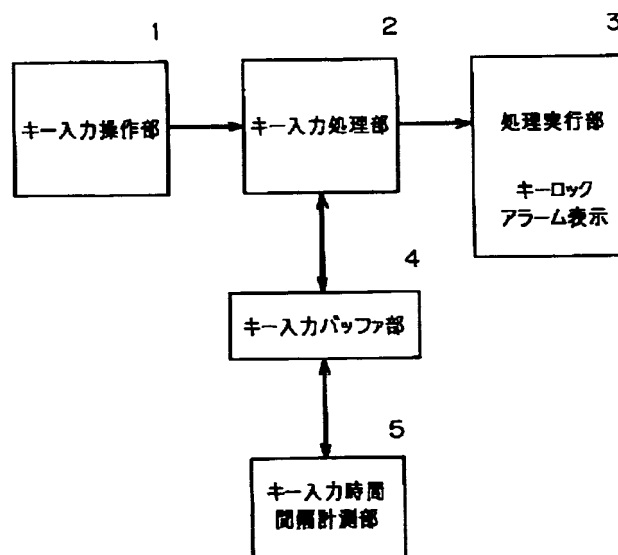 1
2
3
キー入力操作部
キー入力処理部
処理実行部
キーロック
アラーム表示
4
キー入力バッファ部
5
キー入力時間
間隔計測部